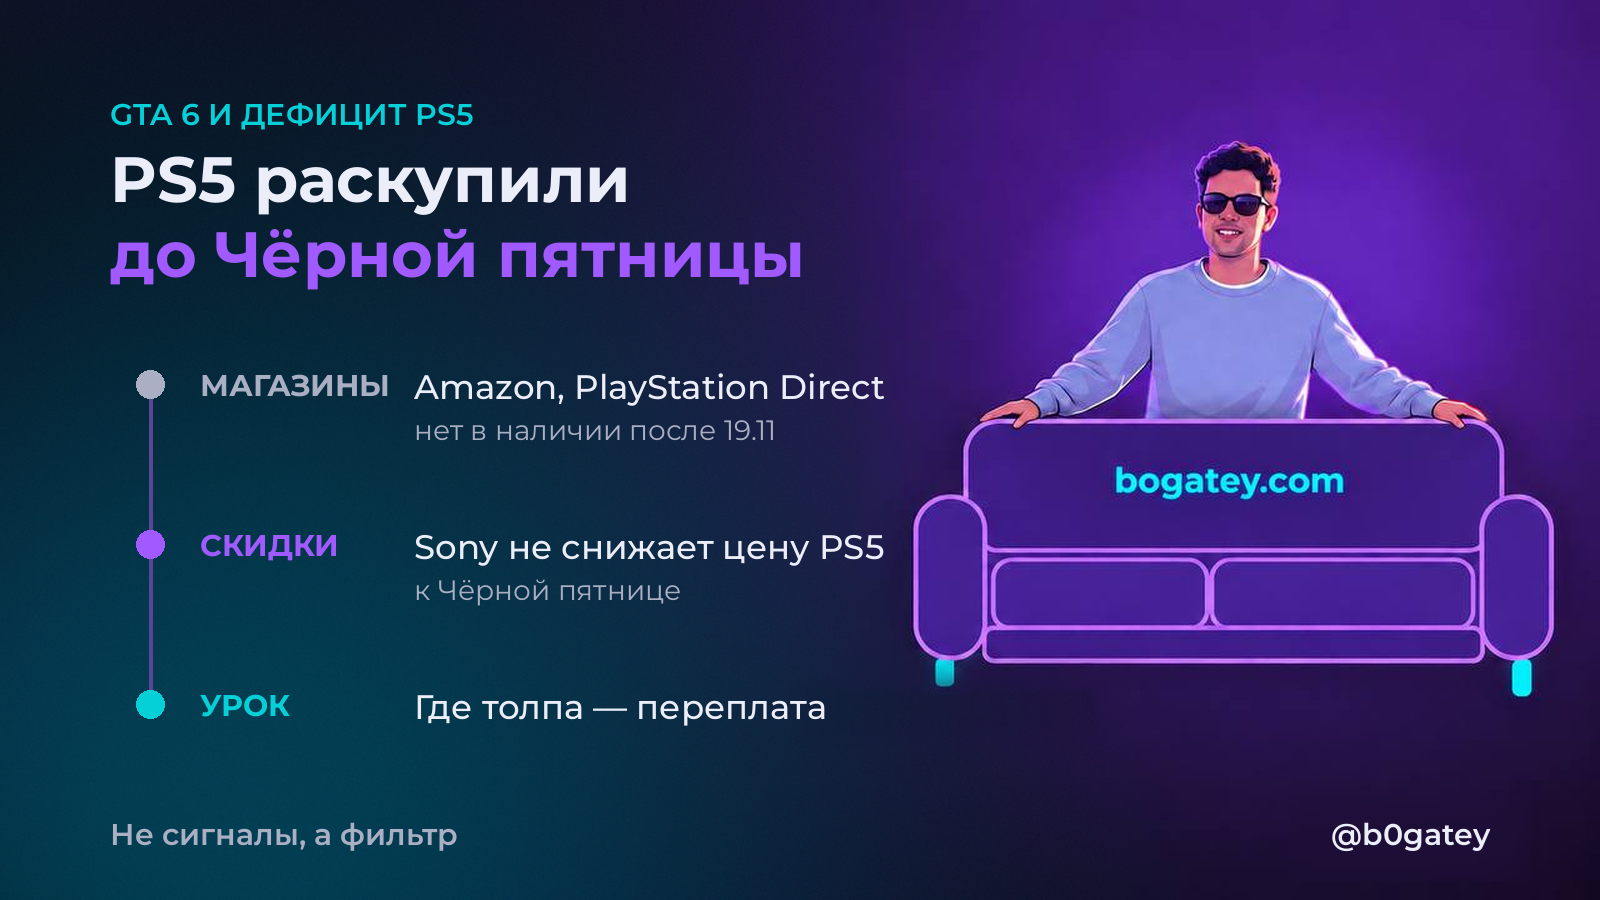 GTA 6 И ДЕФИЦИТ PS5
PS5 раскупили
до Чёрной пятницы
МАГАЗИНЫ Amazon, PlayStation Direct
нет в наличии после 19.11
СКИДКИ Sony не снижает цену PS5
к Чёрной пятнице
УРОК Где толпа — переплата
bogatey.com
Не сигналы, а фильтр
@b0gatey